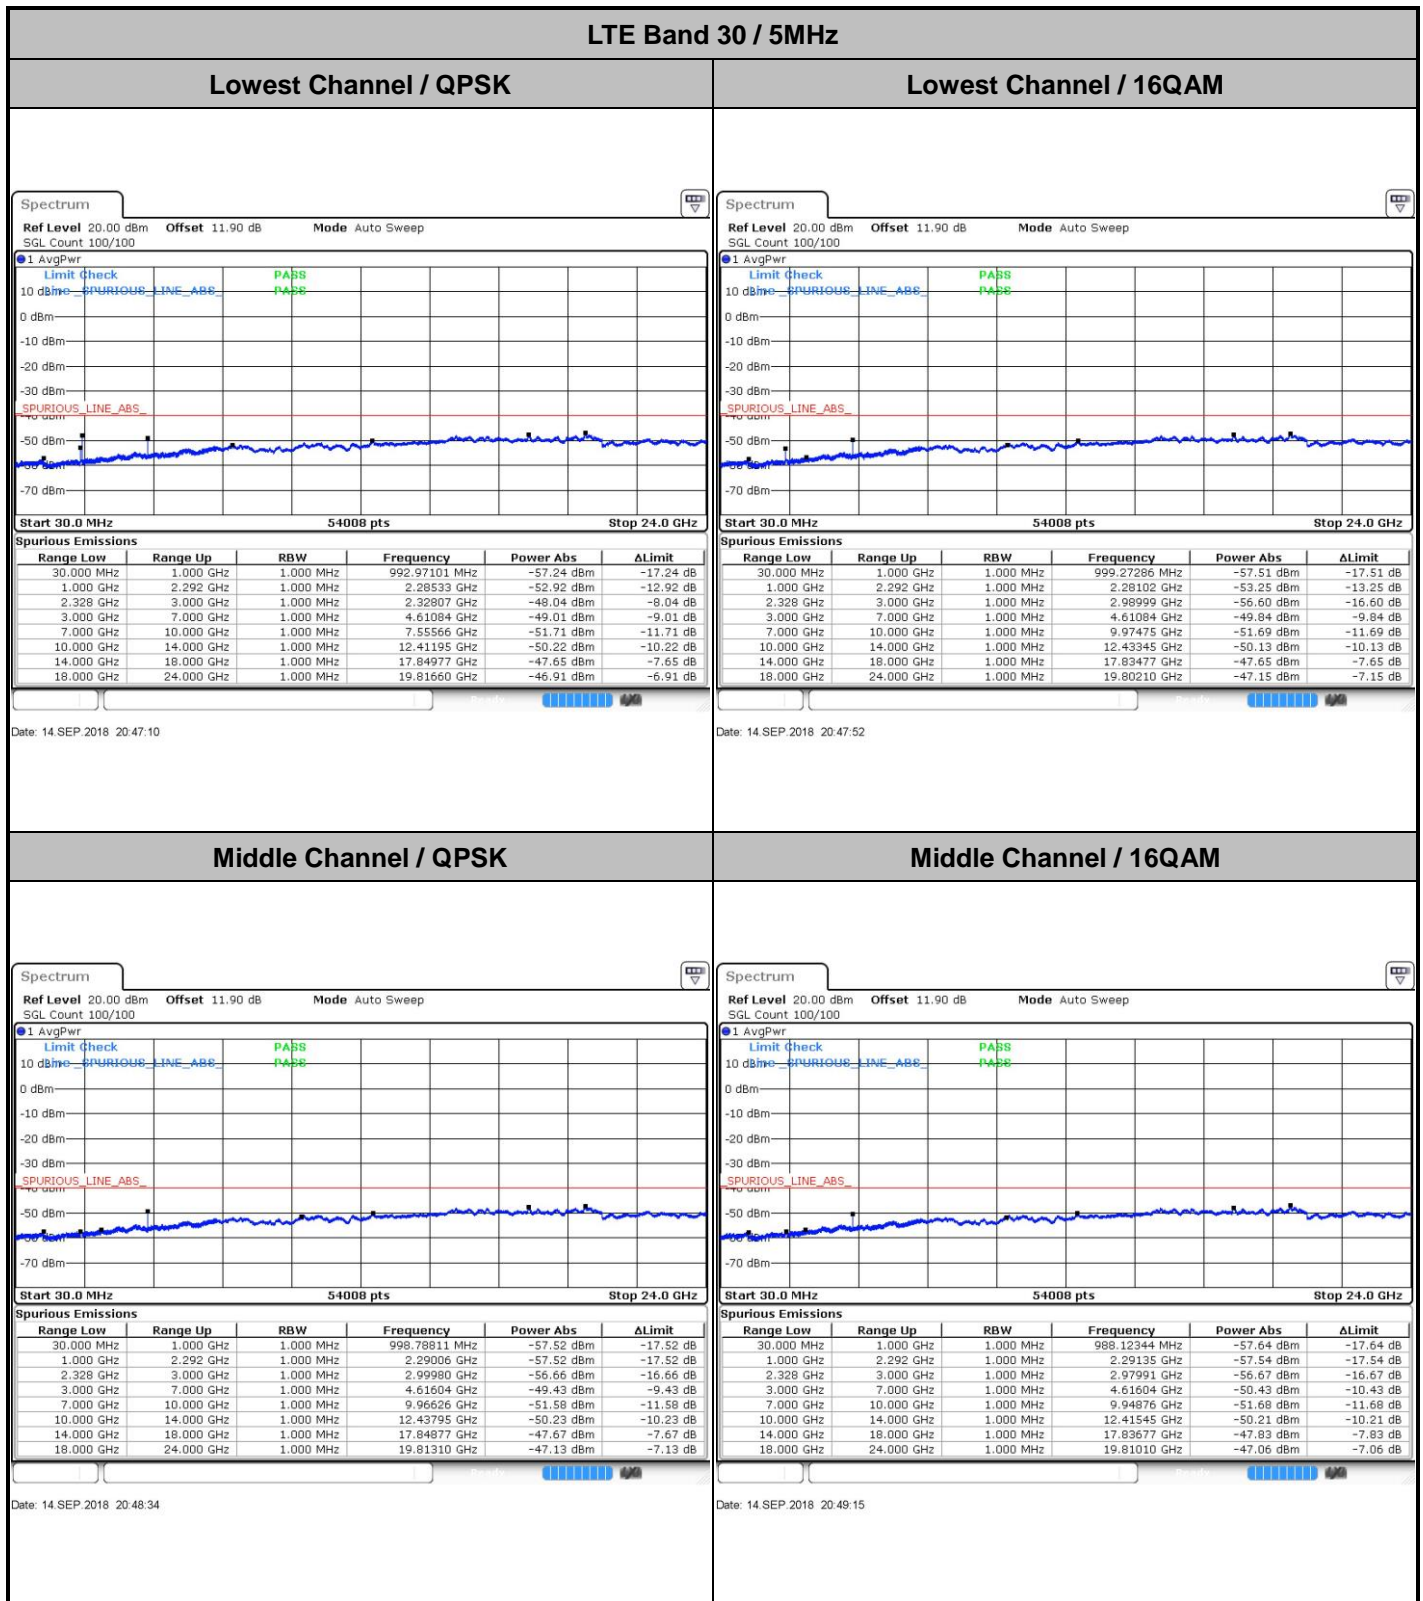 LTE Band 30 / 5MHz
Lowest Channel / QPSK
Lowest Channel / 16QAM
Spectrum
Ref Level 20.00 dBm Offset 11.90 dB Mode Auto Sweep
SGL Count 100/100
1 AvgPwr
Limit Check PASS
10 dBm Line _SPURIOUS_LINE_ABS_ PASS
0 dBm
-10 dBm
-20 dBm
-30 dBm
_SPURIOUS_LINE_ABS_
-40 dBm
-50 dBm
-60 dBm
-70 dBm
Start 30.0 MHz 54008 pts Stop 24.0 GHz
Spurious Emissions
Range Low Range Up RBW Frequency Power Abs ΔLimit
30.000 MHz 1.000 GHz 1.000 MHz 992.97101 MHz -57.24 dBm -17.24 dB
1.000 GHz 2.292 GHz 1.000 MHz 2.28533 GHz -52.92 dBm -12.92 dB
2.328 GHz 3.000 GHz 1.000 MHz 2.32807 GHz -48.04 dBm -8.04 dB
3.000 GHz 7.000 GHz 1.000 MHz 4.61084 GHz -49.01 dBm -9.01 dB
7.000 GHz 10.000 GHz 1.000 MHz 7.55566 GHz -51.71 dBm -11.71 dB
10.000 GHz 14.000 GHz 1.000 MHz 12.41195 GHz -50.22 dBm -10.22 dB
14.000 GHz 18.000 GHz 1.000 MHz 17.84977 GHz -47.65 dBm -7.65 dB
18.000 GHz 24.000 GHz 1.000 MHz 19.81660 GHz -46.91 dBm -6.91 dB
Date: 14.SEP.2018 20:47:10
Spectrum
Ref Level 20.00 dBm Offset 11.90 dB Mode Auto Sweep
SGL Count 100/100
1 AvgPwr
Limit Check PASS
10 dBm Line _SPURIOUS_LINE_ABS_ PASS
0 dBm
-10 dBm
-20 dBm
-30 dBm
_SPURIOUS_LINE_ABS_
-40 dBm
-50 dBm
-60 dBm
-70 dBm
Start 30.0 MHz 54008 pts Stop 24.0 GHz
Spurious Emissions
Range Low Range Up RBW Frequency Power Abs ΔLimit
30.000 MHz 1.000 GHz 1.000 MHz 999.27286 MHz -57.51 dBm -17.51 dB
1.000 GHz 2.292 GHz 1.000 MHz 2.28102 GHz -53.25 dBm -13.25 dB
2.328 GHz 3.000 GHz 1.000 MHz 2.98999 GHz -56.60 dBm -16.60 dB
3.000 GHz 7.000 GHz 1.000 MHz 4.61084 GHz -49.84 dBm -9.84 dB
7.000 GHz 10.000 GHz 1.000 MHz 9.97475 GHz -51.69 dBm -11.69 dB
10.000 GHz 14.000 GHz 1.000 MHz 12.43345 GHz -50.13 dBm -10.13 dB
14.000 GHz 18.000 GHz 1.000 MHz 17.83477 GHz -47.65 dBm -7.65 dB
18.000 GHz 24.000 GHz 1.000 MHz 19.80210 GHz -47.15 dBm -7.15 dB
Date: 14.SEP.2018 20:47:52
Middle Channel / QPSK
Middle Channel / 16QAM
Spectrum
Ref Level 20.00 dBm Offset 11.90 dB Mode Auto Sweep
SGL Count 100/100
1 AvgPwr
Limit Check PASS
10 dBm Line _SPURIOUS_LINE_ABS_ PASS
0 dBm
-10 dBm
-20 dBm
-30 dBm
_SPURIOUS_LINE_ABS_
-40 dBm
-50 dBm
-60 dBm
-70 dBm
Start 30.0 MHz 54008 pts Stop 24.0 GHz
Spurious Emissions
Range Low Range Up RBW Frequency Power Abs ΔLimit
30.000 MHz 1.000 GHz 1.000 MHz 998.78811 MHz -57.52 dBm -17.52 dB
1.000 GHz 2.292 GHz 1.000 MHz 2.29006 GHz -57.52 dBm -17.52 dB
2.328 GHz 3.000 GHz 1.000 MHz 2.99980 GHz -56.66 dBm -16.66 dB
3.000 GHz 7.000 GHz 1.000 MHz 4.61604 GHz -49.43 dBm -9.43 dB
7.000 GHz 10.000 GHz 1.000 MHz 9.96626 GHz -51.58 dBm -11.58 dB
10.000 GHz 14.000 GHz 1.000 MHz 12.43795 GHz -50.23 dBm -10.23 dB
14.000 GHz 18.000 GHz 1.000 MHz 17.84877 GHz -47.67 dBm -7.67 dB
18.000 GHz 24.000 GHz 1.000 MHz 19.81310 GHz -47.13 dBm -7.13 dB
Date: 14.SEP.2018 20:48:34
Spectrum
Ref Level 20.00 dBm Offset 11.90 dB Mode Auto Sweep
SGL Count 100/100
1 AvgPwr
Limit Check PASS
10 dBm Line _SPURIOUS_LINE_ABS_ PASS
0 dBm
-10 dBm
-20 dBm
-30 dBm
_SPURIOUS_LINE_ABS_
-40 dBm
-50 dBm
-60 dBm
-70 dBm
Start 30.0 MHz 54008 pts Stop 24.0 GHz
Spurious Emissions
Range Low Range Up RBW Frequency Power Abs ΔLimit
30.000 MHz 1.000 GHz 1.000 MHz 988.12344 MHz -57.64 dBm -17.64 dB
1.000 GHz 2.292 GHz 1.000 MHz 2.29135 GHz -57.54 dBm -17.54 dB
2.328 GHz 3.000 GHz 1.000 MHz 2.97991 GHz -56.67 dBm -16.67 dB
3.000 GHz 7.000 GHz 1.000 MHz 4.61604 GHz -50.43 dBm -10.43 dB
7.000 GHz 10.000 GHz 1.000 MHz 9.94876 GHz -51.68 dBm -11.68 dB
10.000 GHz 14.000 GHz 1.000 MHz 12.41545 GHz -50.21 dBm -10.21 dB
14.000 GHz 18.000 GHz 1.000 MHz 17.83677 GHz -47.83 dBm -7.83 dB
18.000 GHz 24.000 GHz 1.000 MHz 19.81010 GHz -47.06 dBm -7.06 dB
Date: 14.SEP.2018 20:49:15